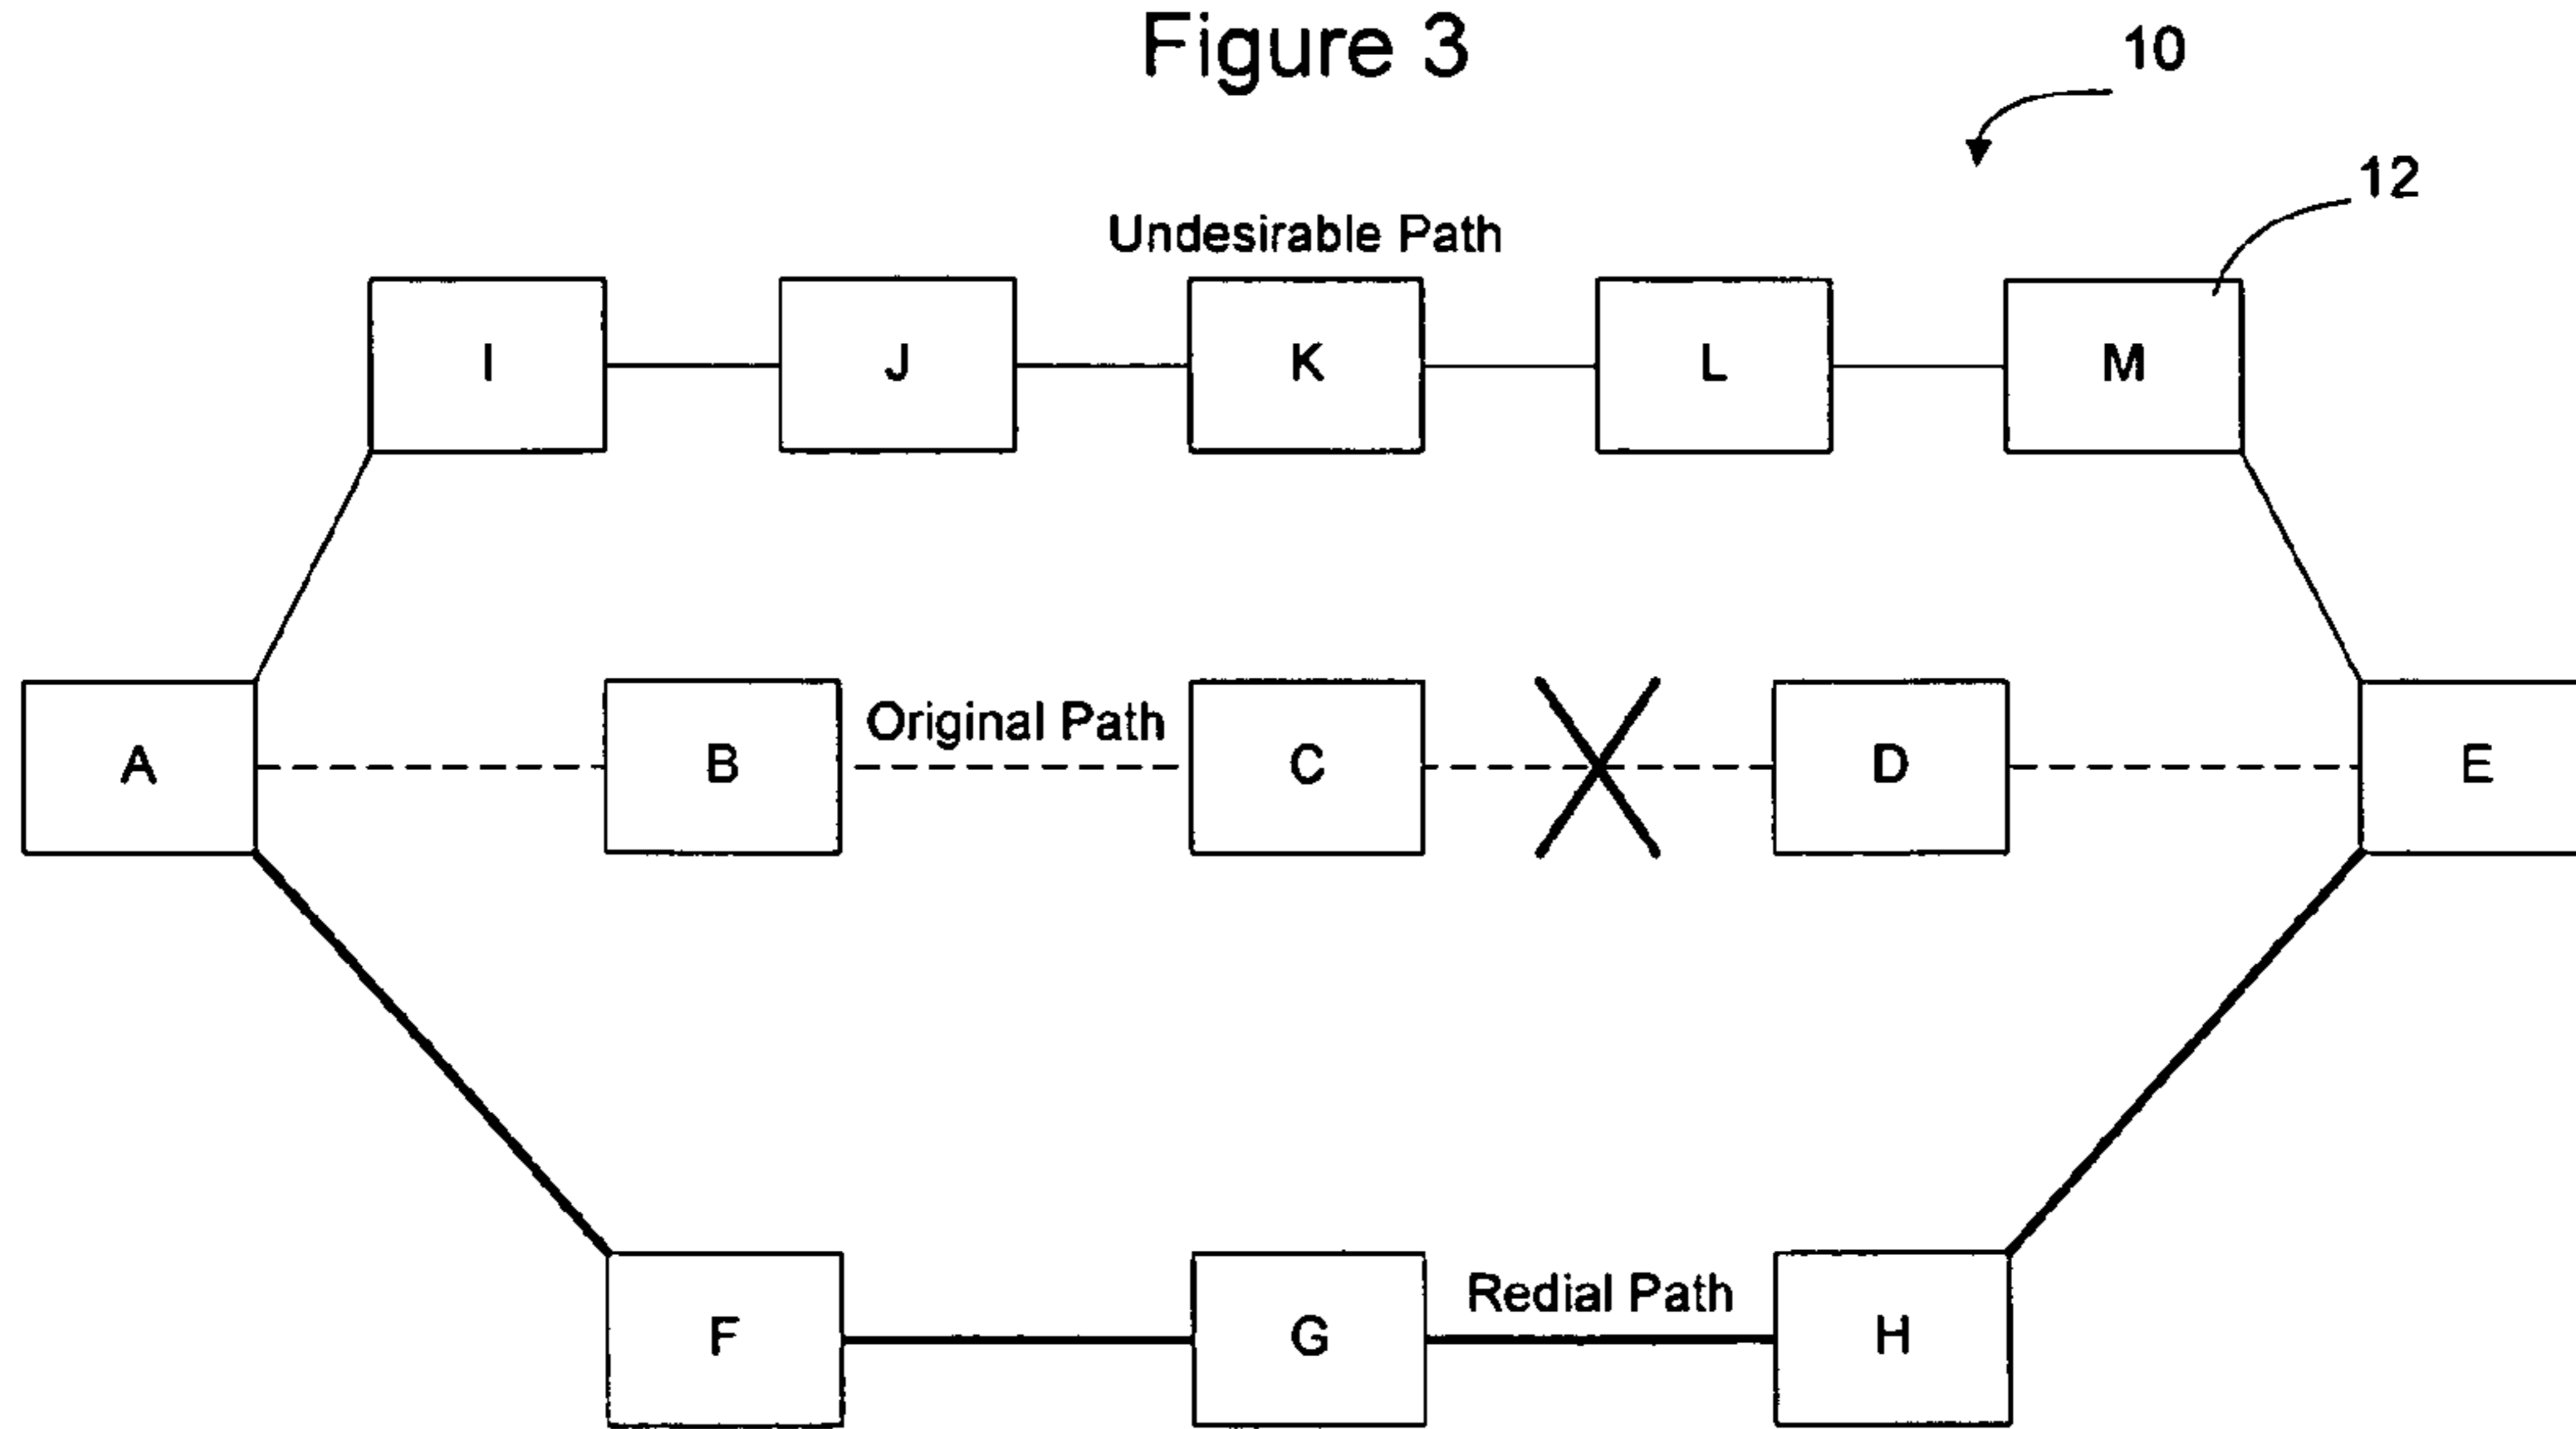 Figure 3
10
12
Undesirable Path
I
J
K
L
M
Original Path
A
B
C
D
E
Redial Path
F
G
H